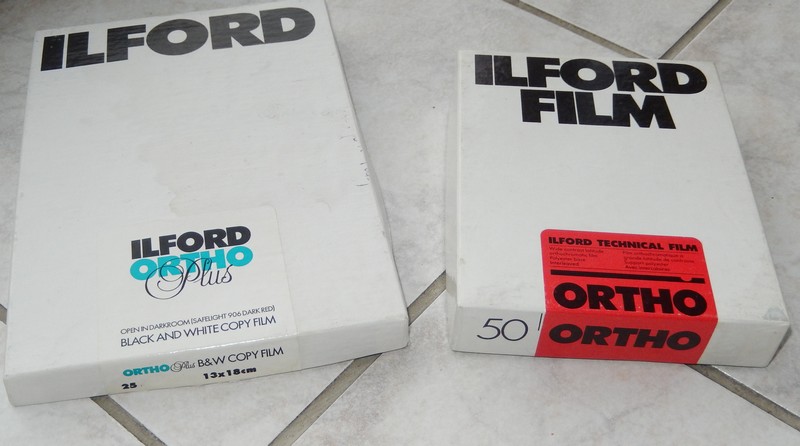 ILFORD
ILFORD
ORTHO
Plus
OPEN IN DARKROOM (SAFELIGHT 906 DARK RED)
BLACK AND WHITE COPY FILM
ORTHO Plus B&W COPY FILM
25 13x18cm
ILFORD
FILM
ILFORD TECHNICAL FILM
ORTHO
50 ORTHO